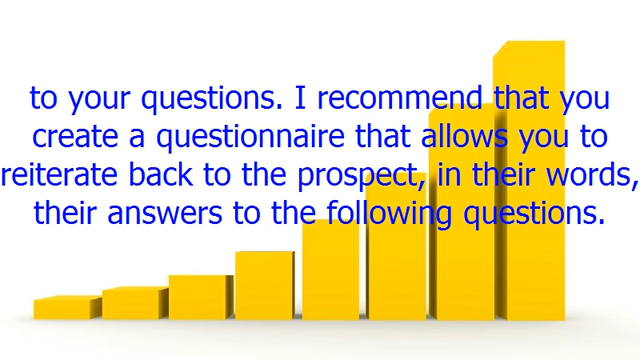 to your questions. I recommend that you
create a questionnaire that allows you to
reiterate back to the prospect, in their words,
their answers to the following questions.